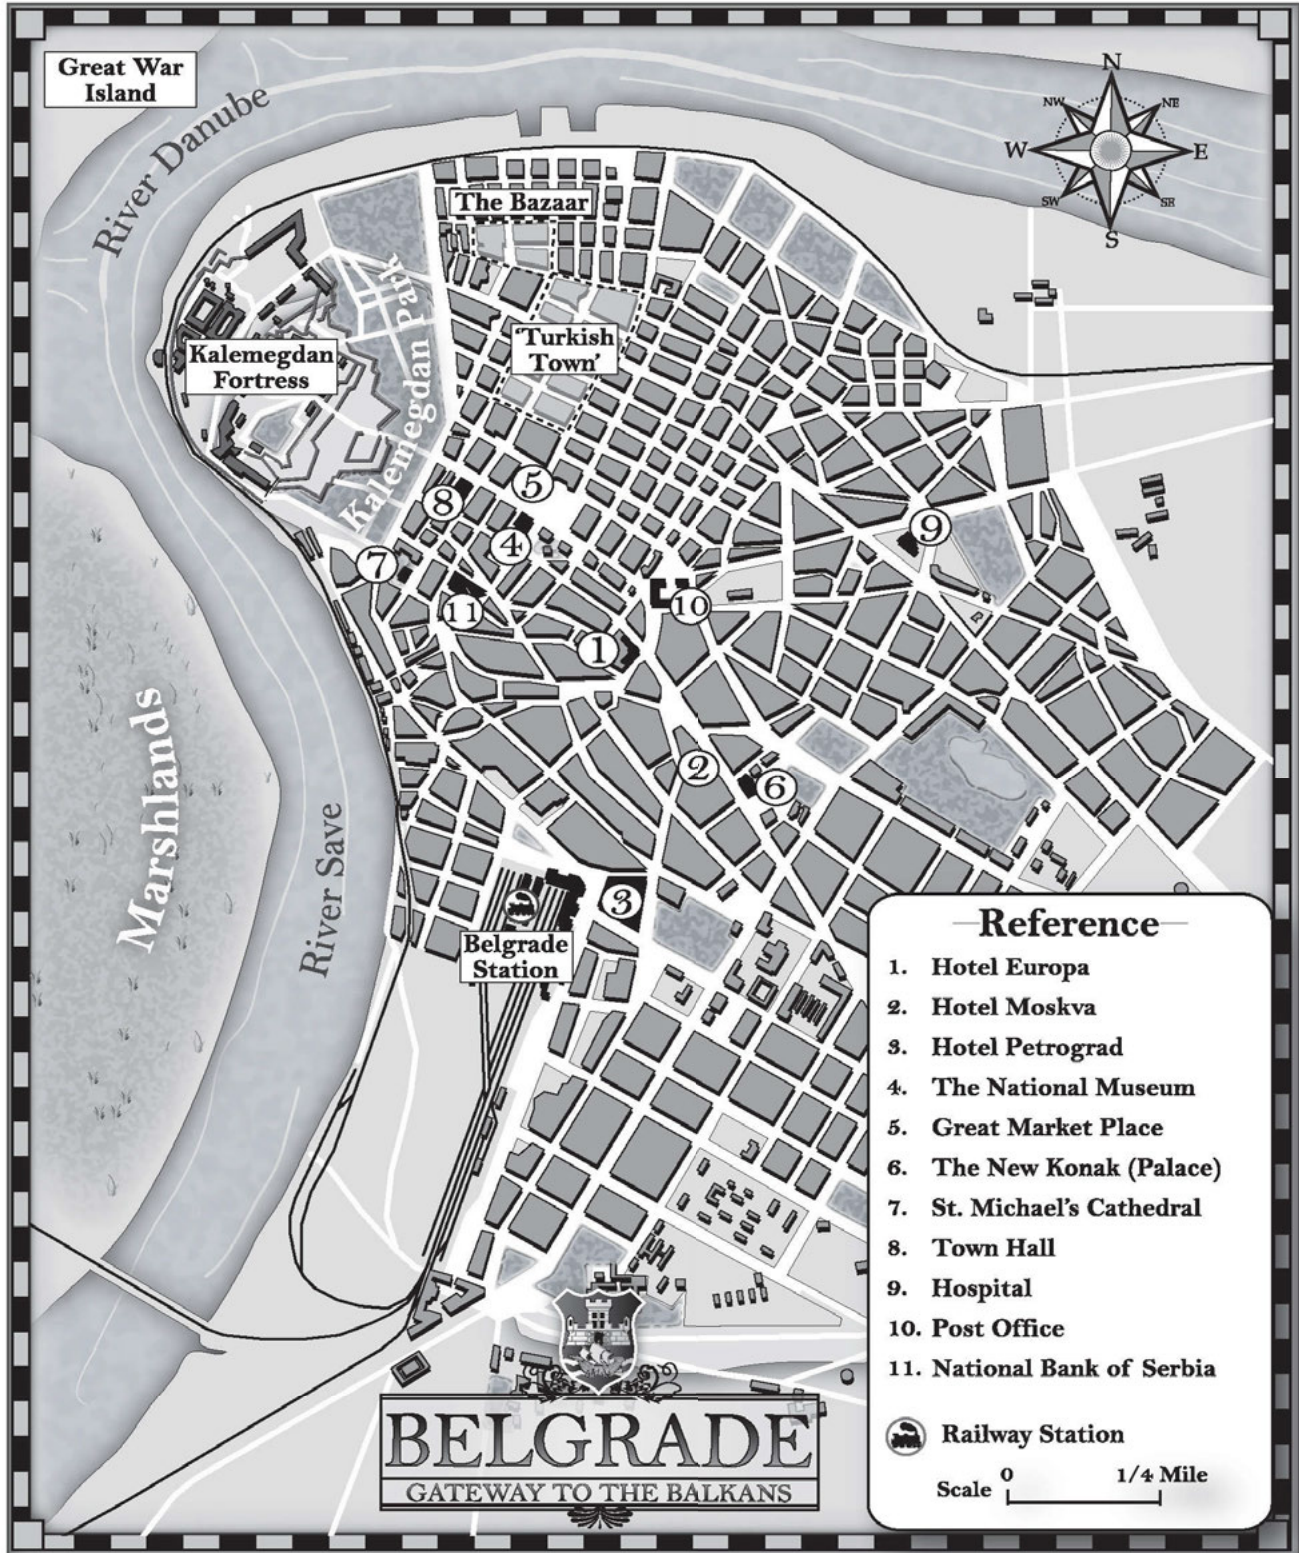 Great War
Island
River Danube
N
NW
NE
W
E
SW
SE
S
The Bazaar
Kalemegdan Park
'Turkish
Town'
Kalemegdan
Fortress
5
8
9
4
7
10
11
1
Marshlands
2
6
River Save
3
Belgrade
Station
Reference
1. Hotel Europa
2. Hotel Moskva
3. Hotel Petrograd
4. The National Museum
5. Great Market Place
6. The New Konak (Palace)
7. St. Michael's Cathedral
8. Town Hall
9. Hospital
10. Post Office
11. National Bank of Serbia
Railway Station
Scale 0 1/4 Mile
BELGRADE
GATEWAY TO THE BALKANS